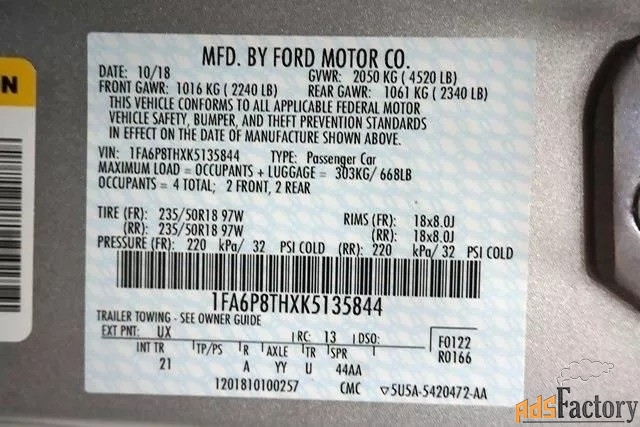 MFD. BY FORD MOTOR CO.
DATE: 10/18 GVWR: 2050 KG ( 4520 LB)
FRONT GAWR: 1016 KG ( 2240 LB) REAR GAWR: 1061 KG ( 2340 LB)
THIS VEHICLE CONFORMS TO ALL APPLICABLE FEDERAL MOTOR
VEHICLE SAFETY, BUMPER, AND THEFT PREVENTION STANDARDS
IN EFFECT ON THE DATE OF MANUFACTURE SHOWN ABOVE.
VIN: 1FA6P8THXK5135844 TYPE: Passenger Car
MAXIMUM LOAD = OCCUPANTS + LUGGAGE = 303KG/ 668LB
OCCUPANTS = 4 TOTAL; 2 FRONT, 2 REAR
TIRE (FR): 235/50R18 97W RIMS (FR): 18x8.0J
(RR): 235/50R18 97W (RR): 18x8.0J
PRESSURE (FR): 220 kPa/ 32 PSI COLD (RR): 220 kPa/ 32 PSI COLD
1FA6P8THXK5135844
TRAILER TOWING - SEE OWNER GUIDE
EXT PNT: UX RC: 13 DSO: F0122
INT TR TP/PS R AXLE TR SPR R0166
21 A YY U 44AA
1201810100257 CMC ▽5U5A-5420472-AA
ON
AdsFactory